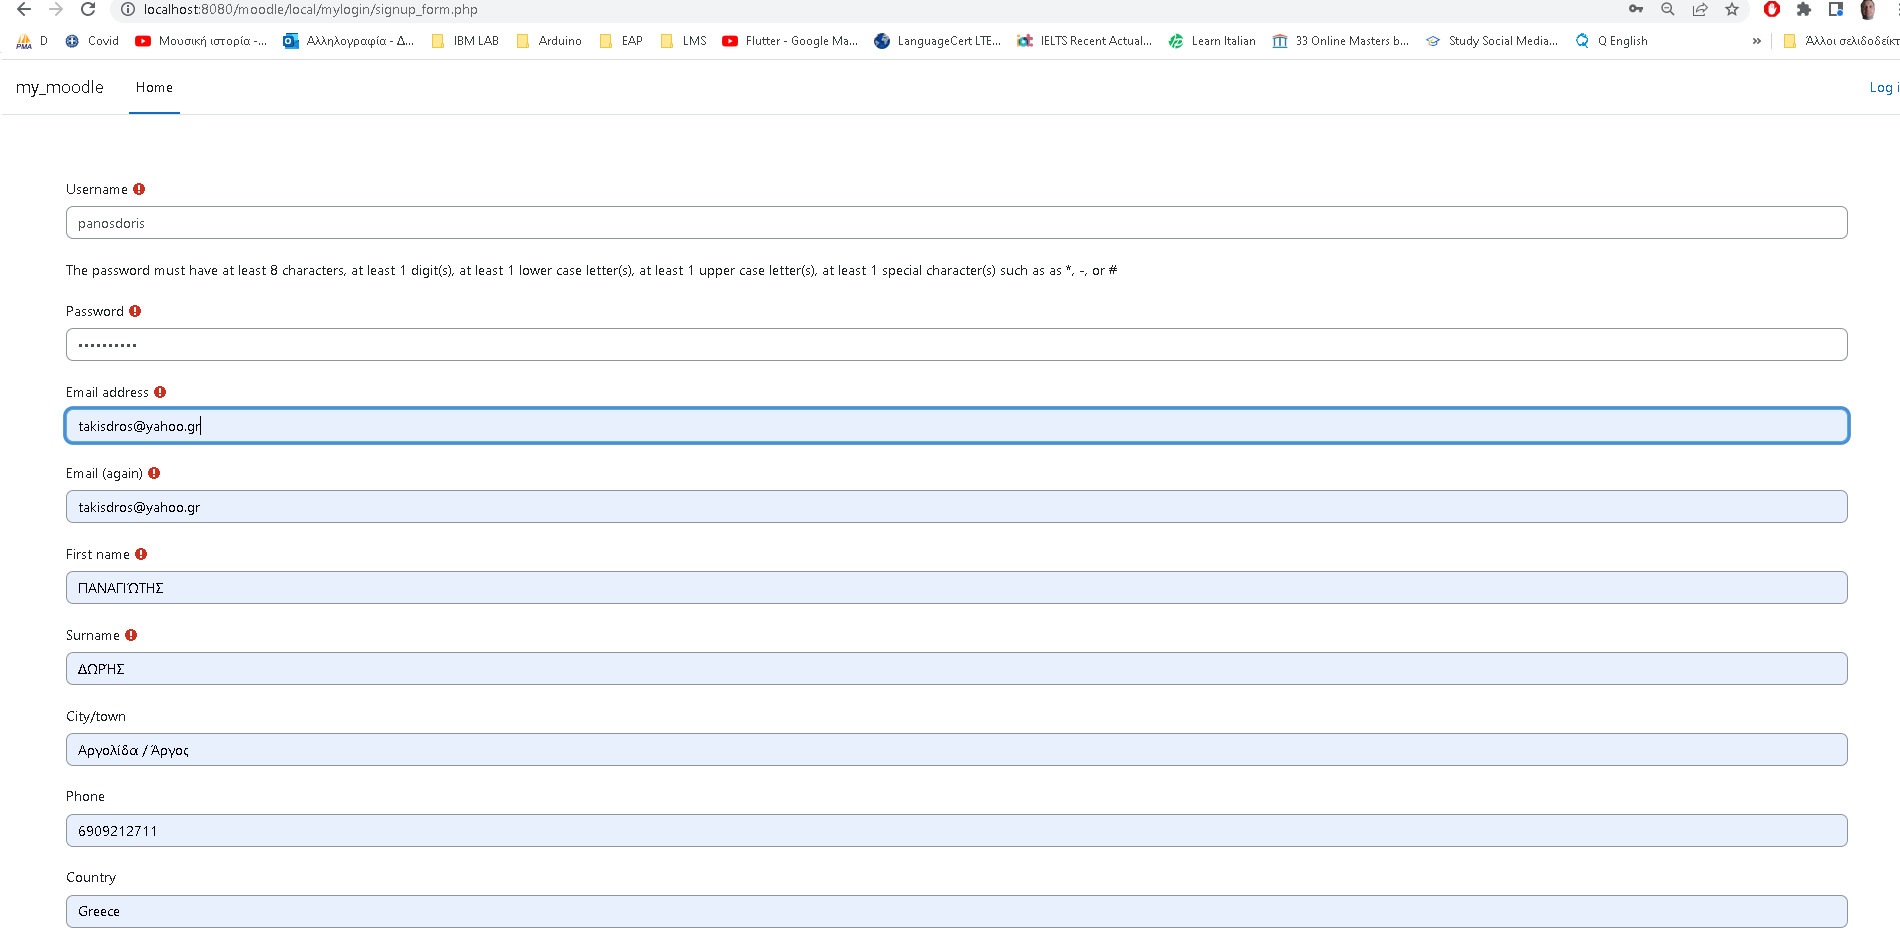 localhost:8080/moodle/local/mylogin/signup_form.php
PMA D Covid Μουσική ιστορία -... Αλληλογραφία - Δ... IBM LAB Arduino EAP LMS Flutter - Google Ma... LanguageCert LTE... IELTS Recent Actual... Learn Italian 33 Online Masters b... Study Social Media... Q English » Άλλοι σελιδοδείκτ
my_moodle Home Log i
Username
panosdoris
The password must have at least 8 characters, at least 1 digit(s), at least 1 lower case letter(s), at least 1 upper case letter(s), at least 1 special character(s) such as as *, -, or #
Password
••••••••••
Email address
takisdros@yahoo.gr
Email (again)
takisdros@yahoo.gr
First name
ΠΑΝΑΓΙΏΤΗΣ
Surname
ΔΩΡΉΣ
City/town
Αργολίδα / Άργος
Phone
6909212711
Country
Greece